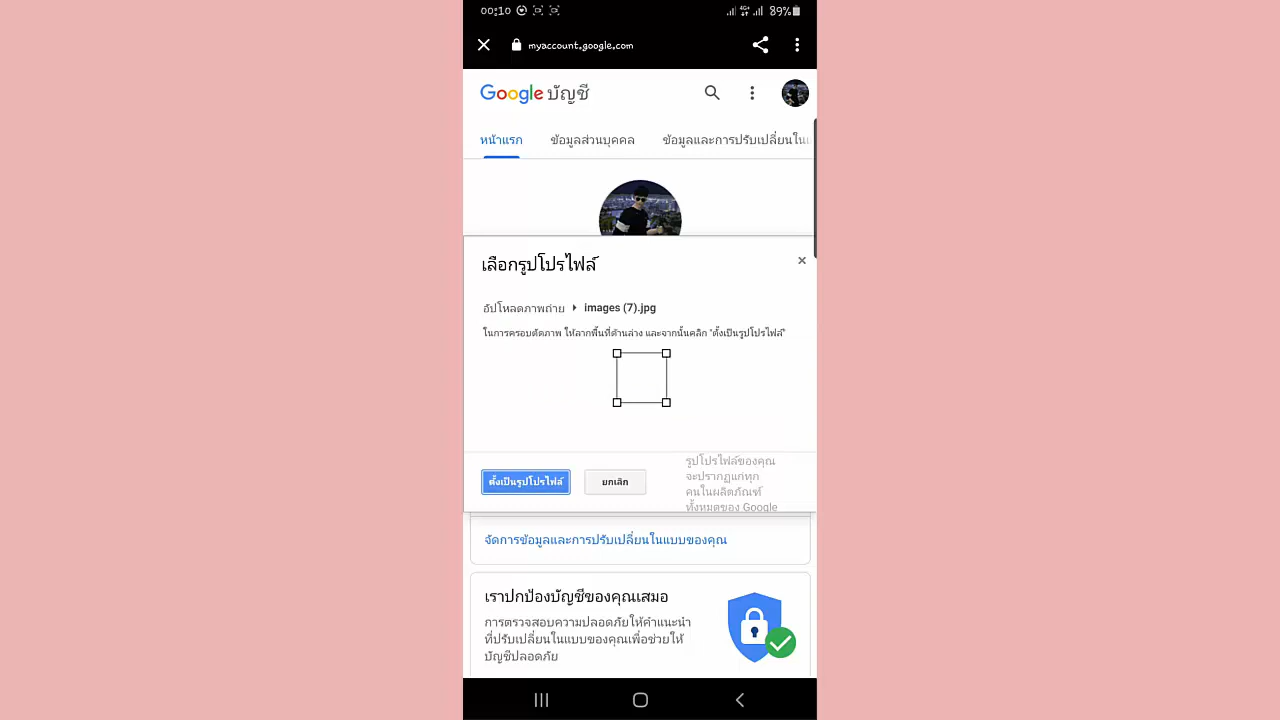 00:10
4G+ 89%
myaccount.google.com
Google บัญชี
หน้าแรก ข้อมูลส่วนบุคคล ข้อมูลและการปรับเปลี่ยนใน
เลือกรูปโปรไฟล์ ×
อัปโหลดภาพถ่าย images (7).jpg
ในการครอบตัดภาพ ให้ลากพื้นที่ด้านล่าง และจากนั้นคลิก "ตั้งเป็นรูปโปรไฟล์"
ตั้งเป็นรูปโปรไฟล์ ยกเลิก
รูปโปรไฟล์ของคุณ
จะปรากฏแก่ทุก
คนในผลิตภัณฑ์
ทั้งหมดของ Google
จัดการข้อมูลและการปรับเปลี่ยนในแบบของคุณ
เราปกป้องบัญชีของคุณเสมอ
การตรวจสอบความปลอดภัยให้คำแนะนำ
ที่ปรับเปลี่ยนในแบบของคุณเพื่อช่วยให้
บัญชีปลอดภัย